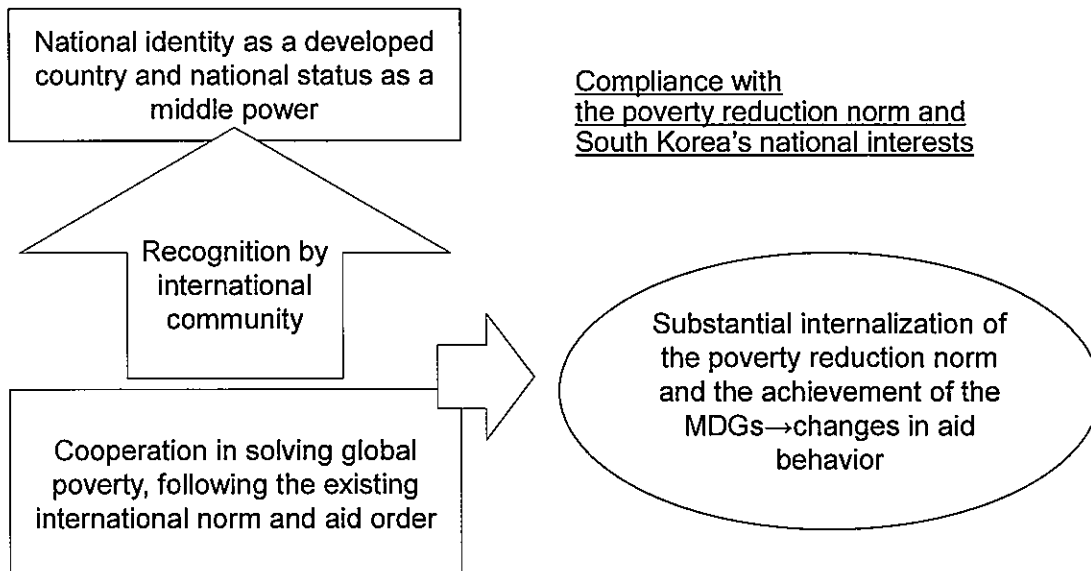 National identity as a developed
country and national status as a
middle power
Compliance with
the poverty reduction norm and
South Korea's national interests
Recognition by
international
community
Substantial internalization of
the poverty reduction norm
and the achievement of the
MDGs→changes in aid
behavior
Cooperation in solving global
poverty, following the existing
international norm and aid order